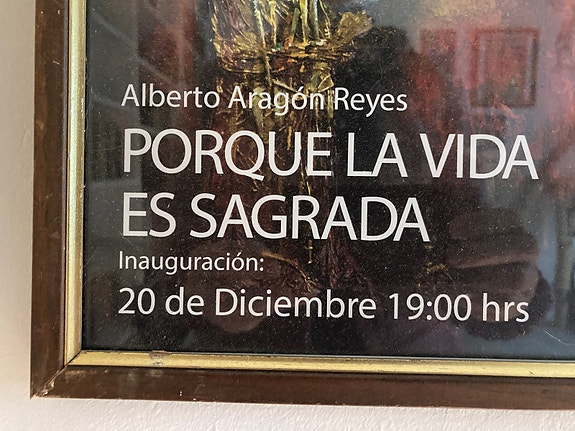 Alberto Aragón Reyes
PORQUE LA VIDA
ES SAGRADA
Inauguración:
20 de Diciembre 19:00 hrs